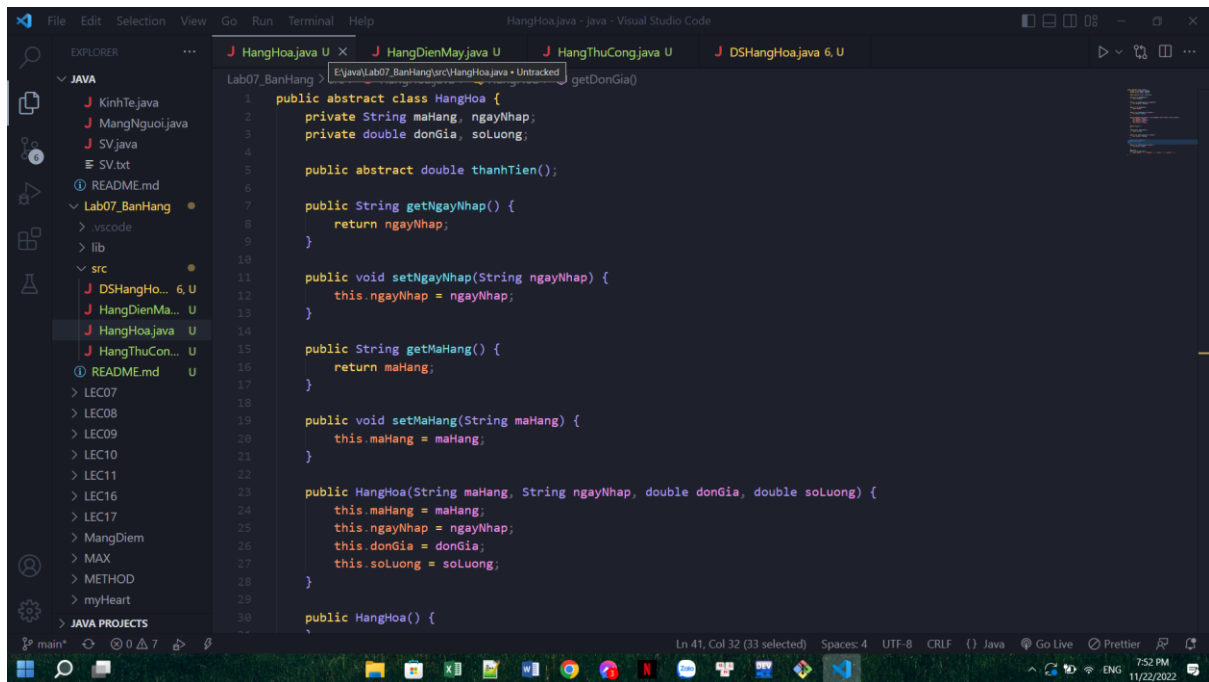 File Edit Selection View Go Run Terminal Help HangHoa.java - java - Visual Studio Code
EXPLORER
JAVA
J KinhTe.java
J MangNguoi.java
J SV.java
SV.txt
README.md
Lab07_BanHang
.vscode
lib
src
J DSHangHo... 6, U
J HangDienMa... U
J HangHoa.java U
J HangThuCon... U
README.md U
LEC07
LEC08
LEC09
LEC10
LEC11
LEC16
LEC17
MangDiem
MAX
METHOD
myHeart
JAVA PROJECTS
6
J HangHoa.java U J HangDienMay.java U J HangThuCong.java U J DSHangHoa.java 6, U
Lab07_BanHang > getDonGia()
E:\java\Lab07_BanHang\src\HangHoa.java • Untracked
1 public abstract class HangHoa {
2 private String maHang, ngayNhap;
3 private double donGia, soLuong;
4
5 public abstract double thanhTien();
6
7 public String getNgayNhap() {
8 return ngayNhap;
9 }
10
11 public void setNgayNhap(String ngayNhap) {
12 this.ngayNhap = ngayNhap;
13 }
14
15 public String getMaHang() {
16 return maHang;
17 }
18
19 public void setMaHang(String maHang) {
20 this.maHang = maHang;
21 }
22
23 public HangHoa(String maHang, String ngayNhap, double donGia, double soLuong) {
24 this.maHang = maHang;
25 this.ngayNhap = ngayNhap;
26 this.donGia = donGia;
27 this.soLuong = soLuong;
28 }
29
30 public HangHoa() {
main* 0 7 Ln 41, Col 32 (33 selected) Spaces: 4 UTF-8 CRLF {} Java Go Live Prettier
Zalo DEV ENG 7:52 PM
11/22/2022